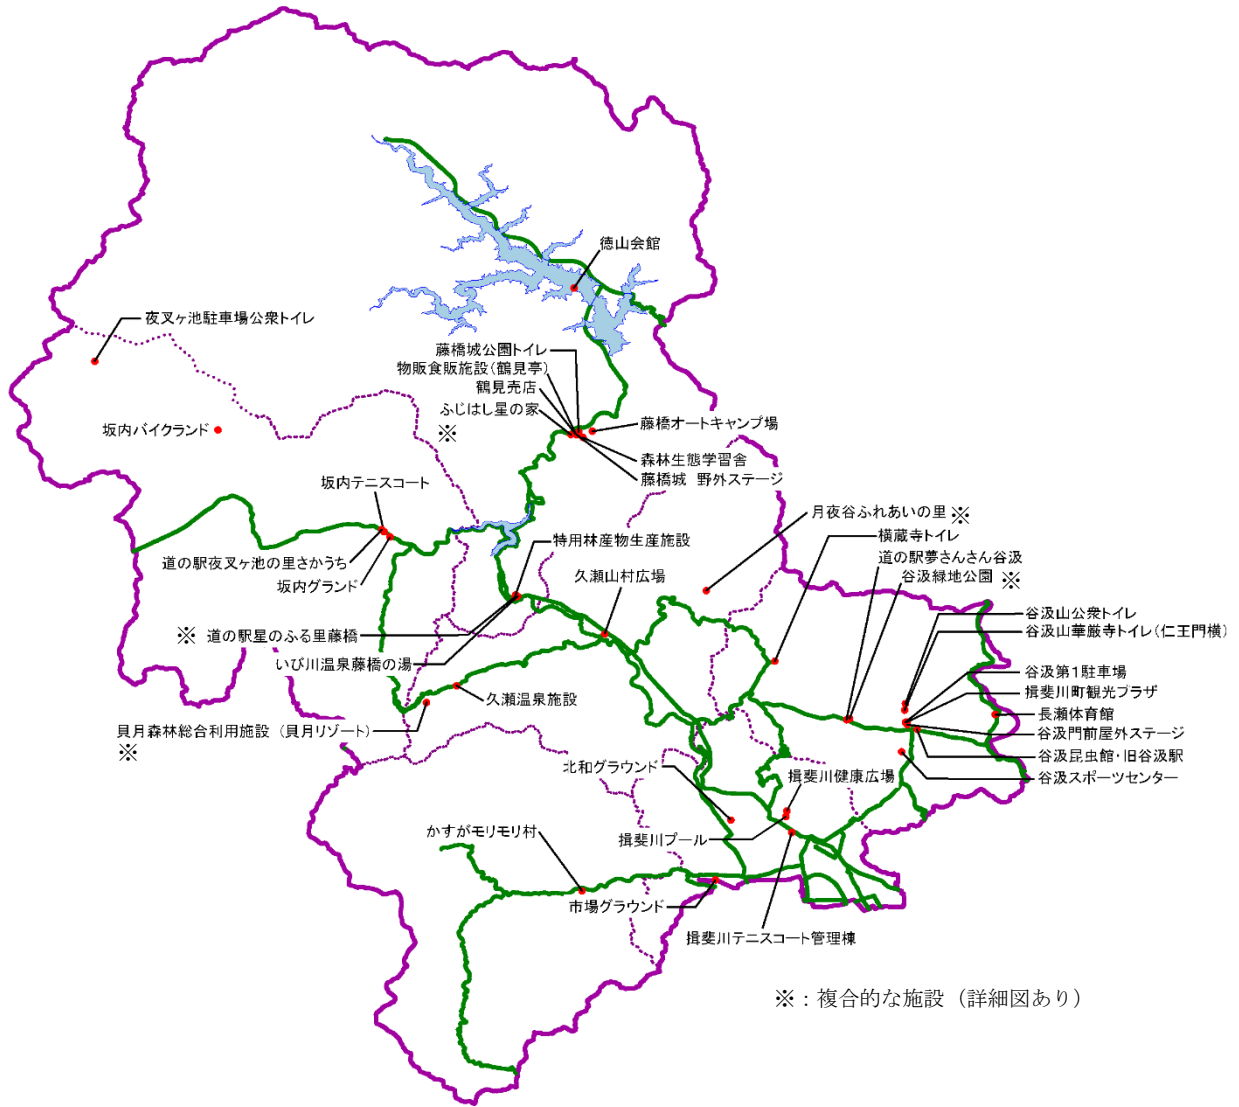 徳山会館
夜叉ヶ池駐車場公衆トイレ
藤橋城公園トイレ
物販食販施設(鶴見亭)
鶴見売店
ふじはし星の家
※
坂内バイクランド
藤橋オートキャンプ場
森林生態学習舎
藤橋城 野外ステージ
坂内テニスコート
月夜谷ふれあいの里 ※
横蔵寺トイレ
特用林産物生産施設
道の駅夢さんさん谷汲
道の駅夜叉ヶ池の里さかうち
久瀬山村広場
谷汲緑地公園 ※
坂内グランド
谷汲山公衆トイレ
※ 道の駅星のふる里藤橋
谷汲山華厳寺トイレ(仁王門横)
いび川温泉藤橋の湯
谷汲第1駐車場
久瀬温泉施設
揖斐川町観光プラザ
長瀬体育館
貝月森林総合利用施設 (貝月リゾート)
※
谷汲門前屋外ステージ
谷汲昆虫館・旧谷汲駅
北和グラウンド
揖斐川健康広場
谷汲スポーツセンター
かすがモリモリ村
揖斐川プール
市場グラウンド
揖斐川テニスコート管理棟
※:複合的な施設(詳細図あり)